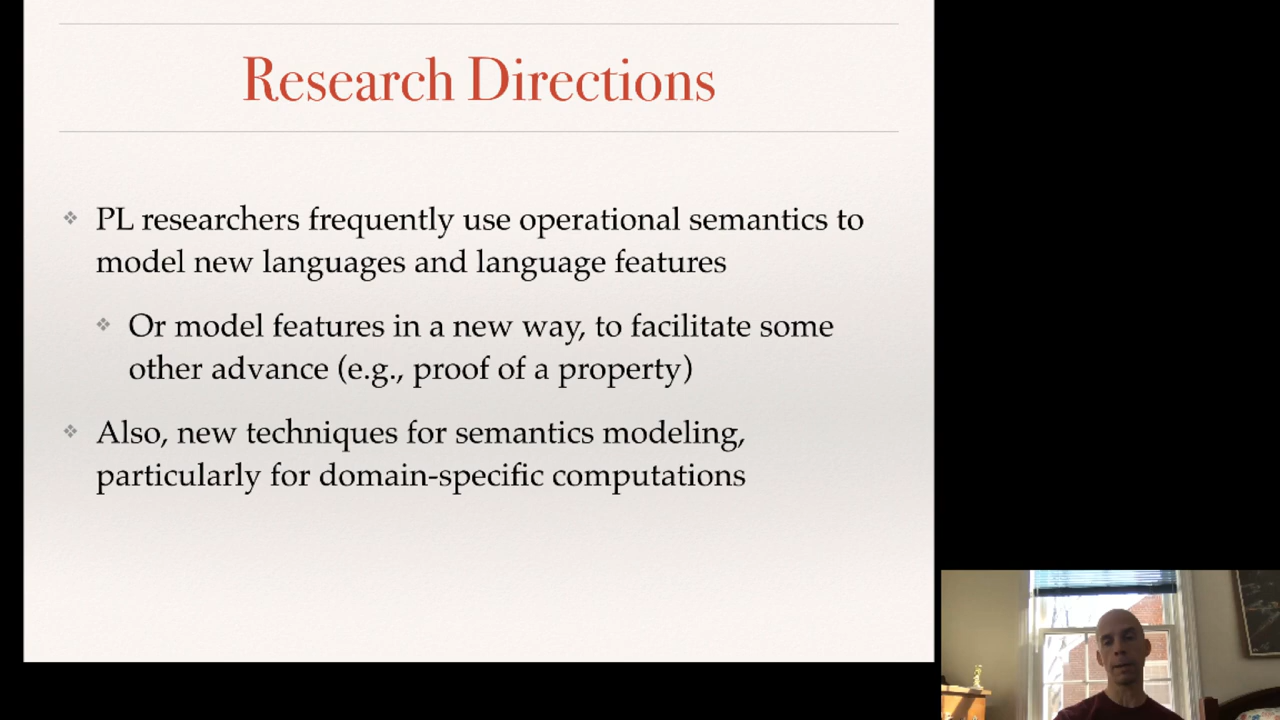 Research Directions
PL researchers frequently use operational semantics to
model new languages and language features
Or model features in a new way, to facilitate some
other advance (e.g., proof of a property)
Also, new techniques for semantics modeling,
particularly for domain-specific computations